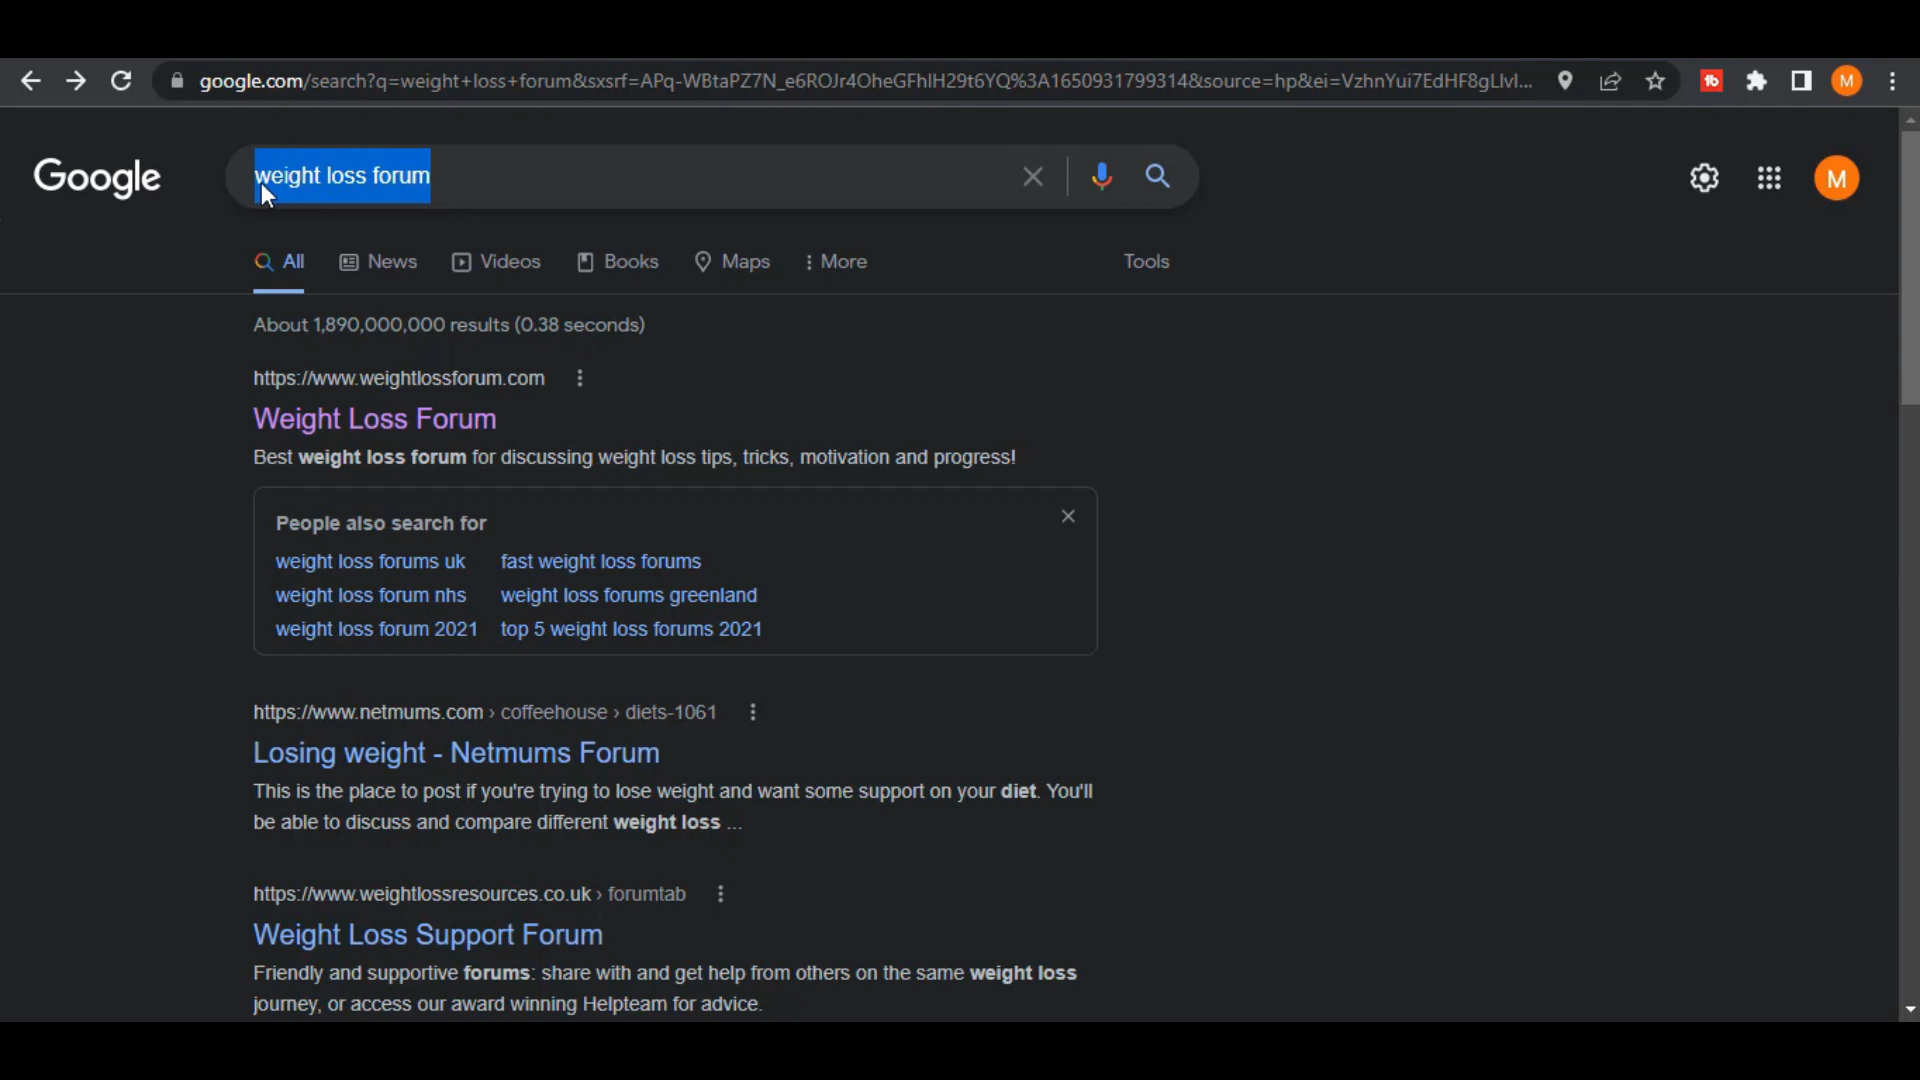 google.com/search?q=weight+loss+forum&sxsrf=APq-WBtaPZ7N_e6ROJr4OheGFhlH29t6YQ%3A1650931799314&source=hp&ei=VzhnYui7EdHF8gLlvI...
M
Google
weight loss forum
M
All
News
Videos
Books
Maps
More
Tools
About 1,890,000,000 results (0.38 seconds)
https://www.weightlossforum.com
Weight Loss Forum
Best weight loss forum for discussing weight loss tips, tricks, motivation and progress!
People also search for
weight loss forums uk
fast weight loss forums
weight loss forum nhs
weight loss forums greenland
weight loss forum 2021
top 5 weight loss forums 2021
https://www.netmums.com › coffeehouse › diets-1061
Losing weight - Netmums Forum
This is the place to post if you're trying to lose weight and want some support on your diet. You'll
be able to discuss and compare different weight loss ...
https://www.weightlossresources.co.uk › forumtab
Weight Loss Support Forum
Friendly and supportive forums: share with and get help from others on the same weight loss
journey, or access our award winning Helpteam for advice.